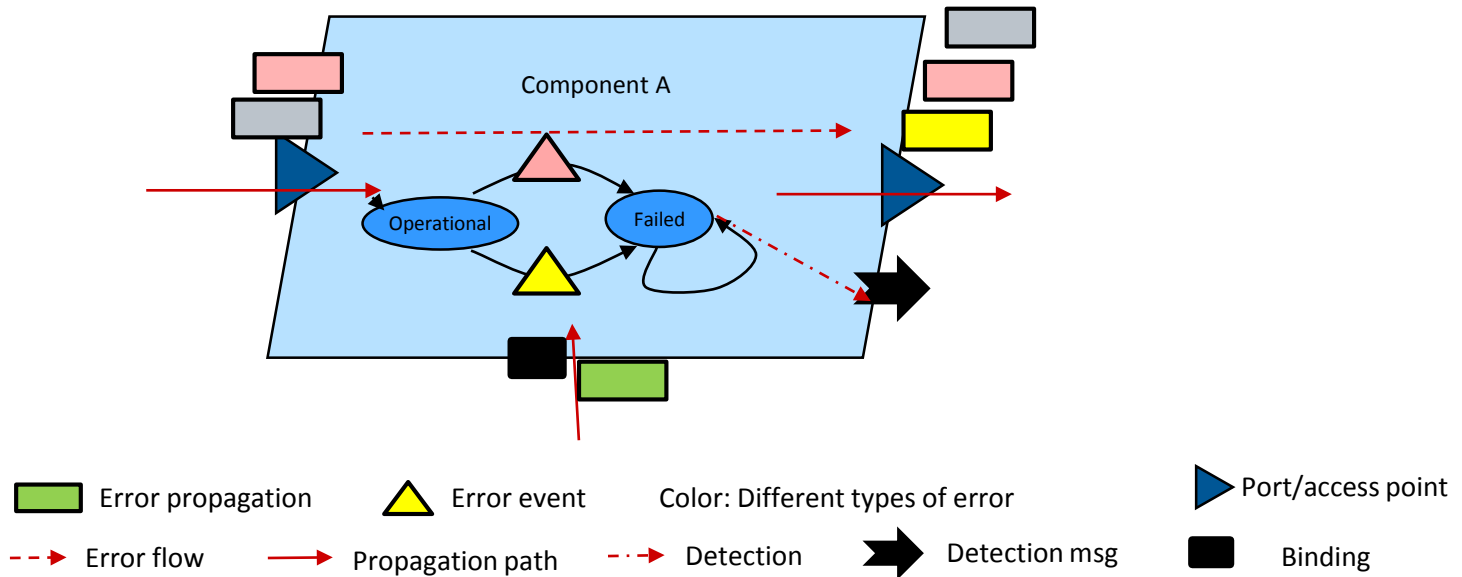 Component A
Operational
Failed
Error propagation
Error event
Color: Different types of error
Port/access point
Error flow
Propagation path
Detection
Detection msg
Binding